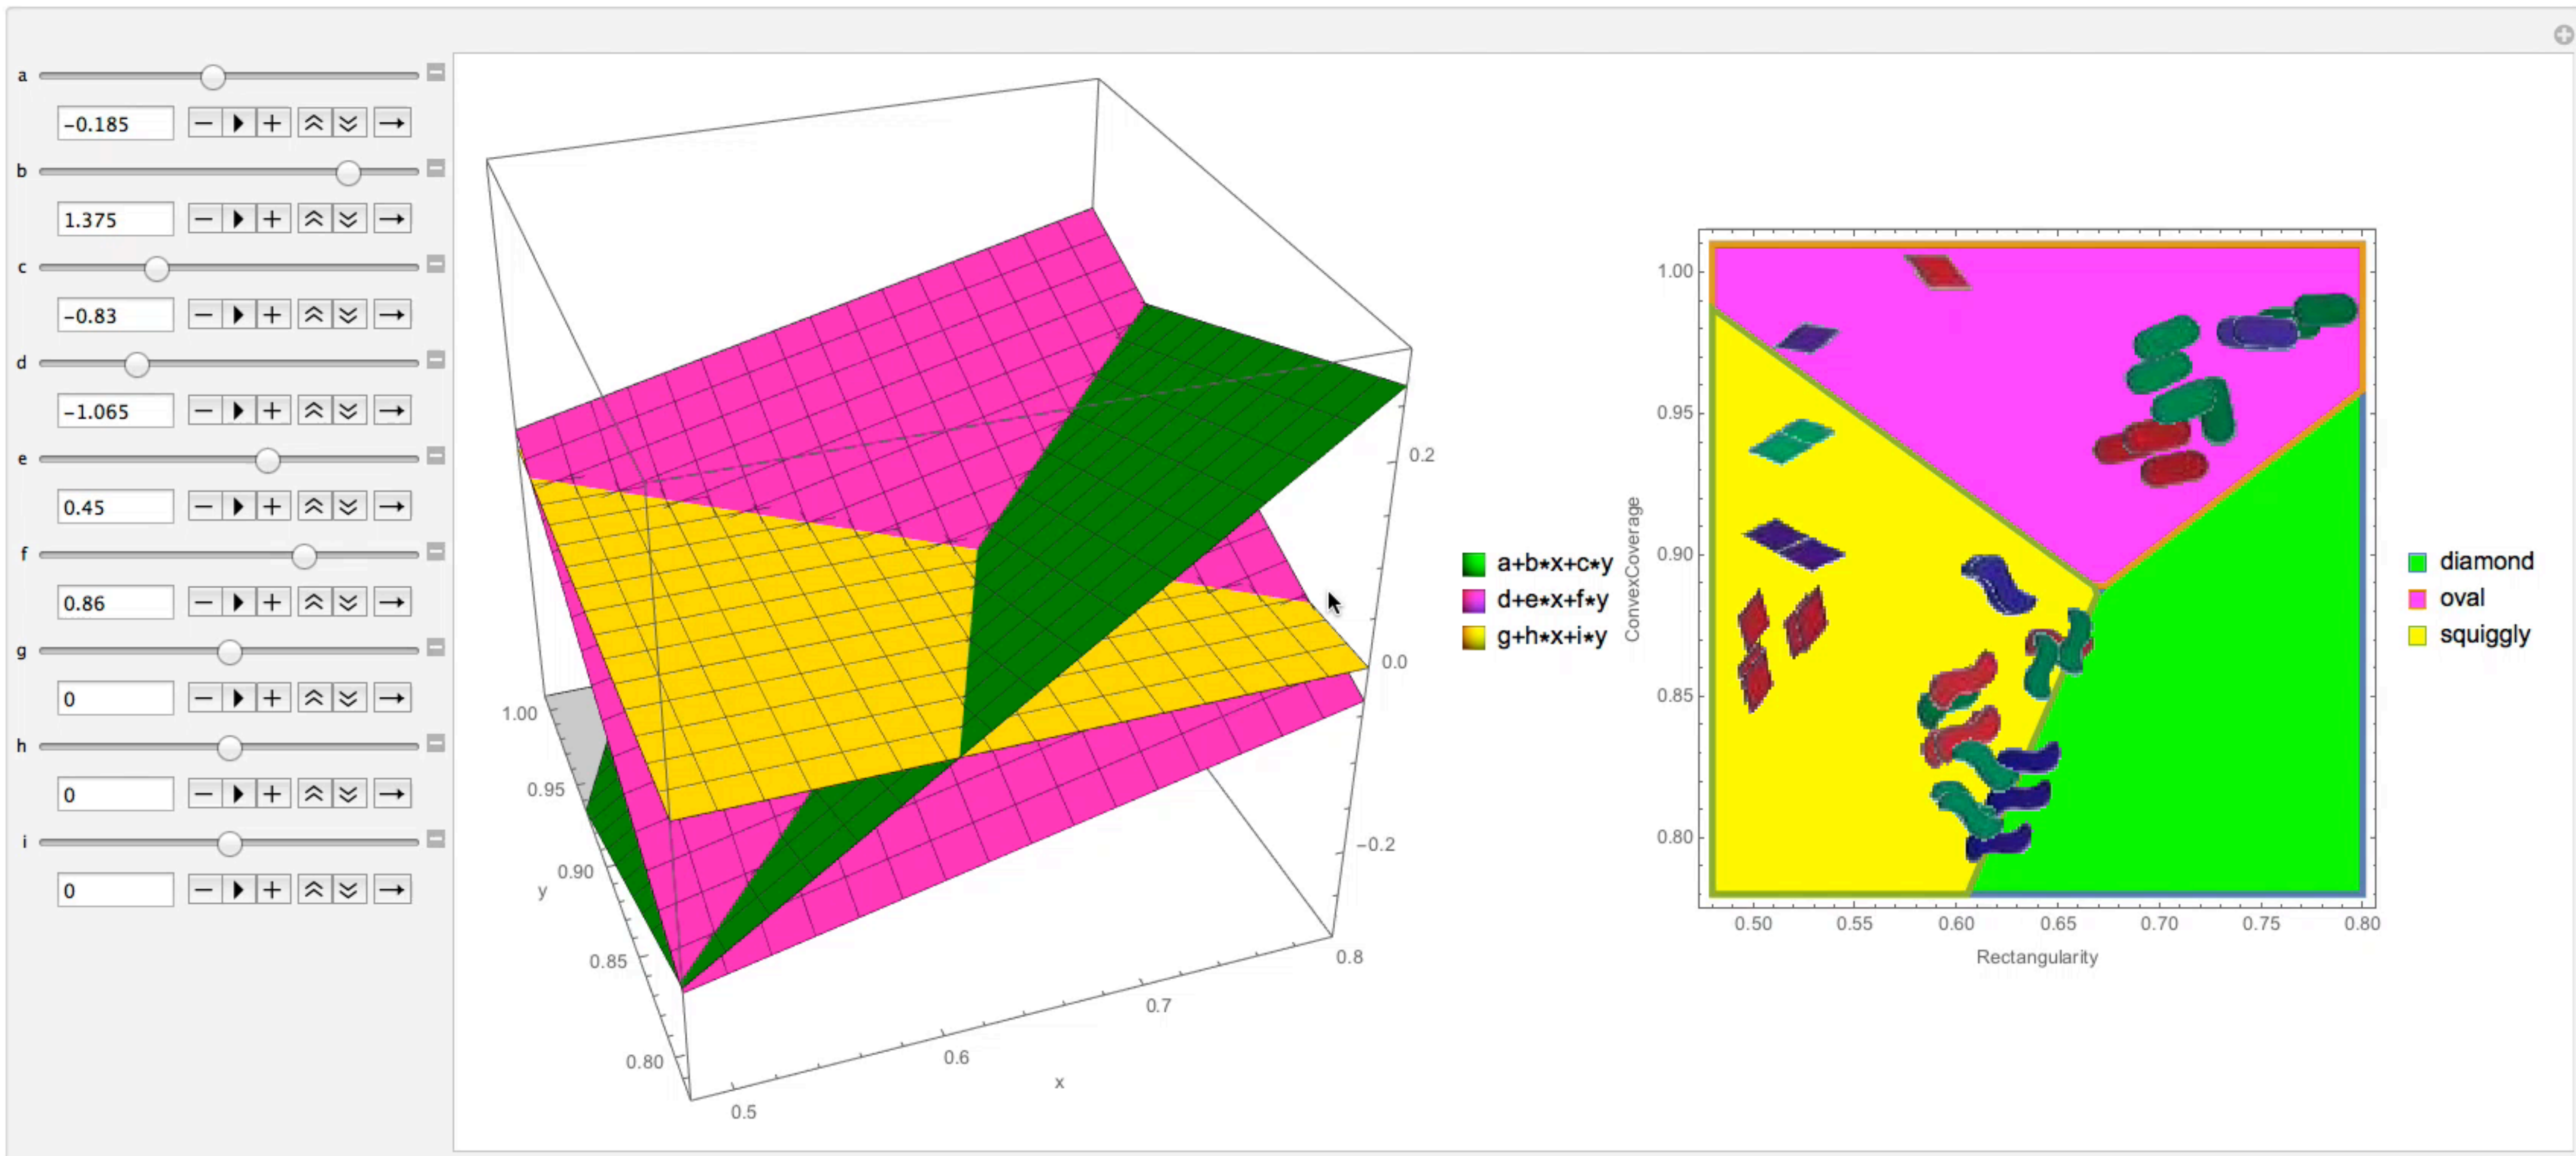 a
−0.185
b
1.375
c
−0.83
d
−1.065
e
0.45
f
0.86
g
0
h
0
i
0
0.2
0.0
−0.2
1.00
0.95
0.90
0.85
0.80
y
0.5
0.6
0.7
0.8
x
a+b*x+c*y
d+e*x+f*y
g+h*x+i*y
ConvexCoverage
1.00
0.95
0.90
0.85
0.80
0.50 0.55 0.60 0.65 0.70 0.75 0.80
Rectangularity
diamond
oval
squiggly